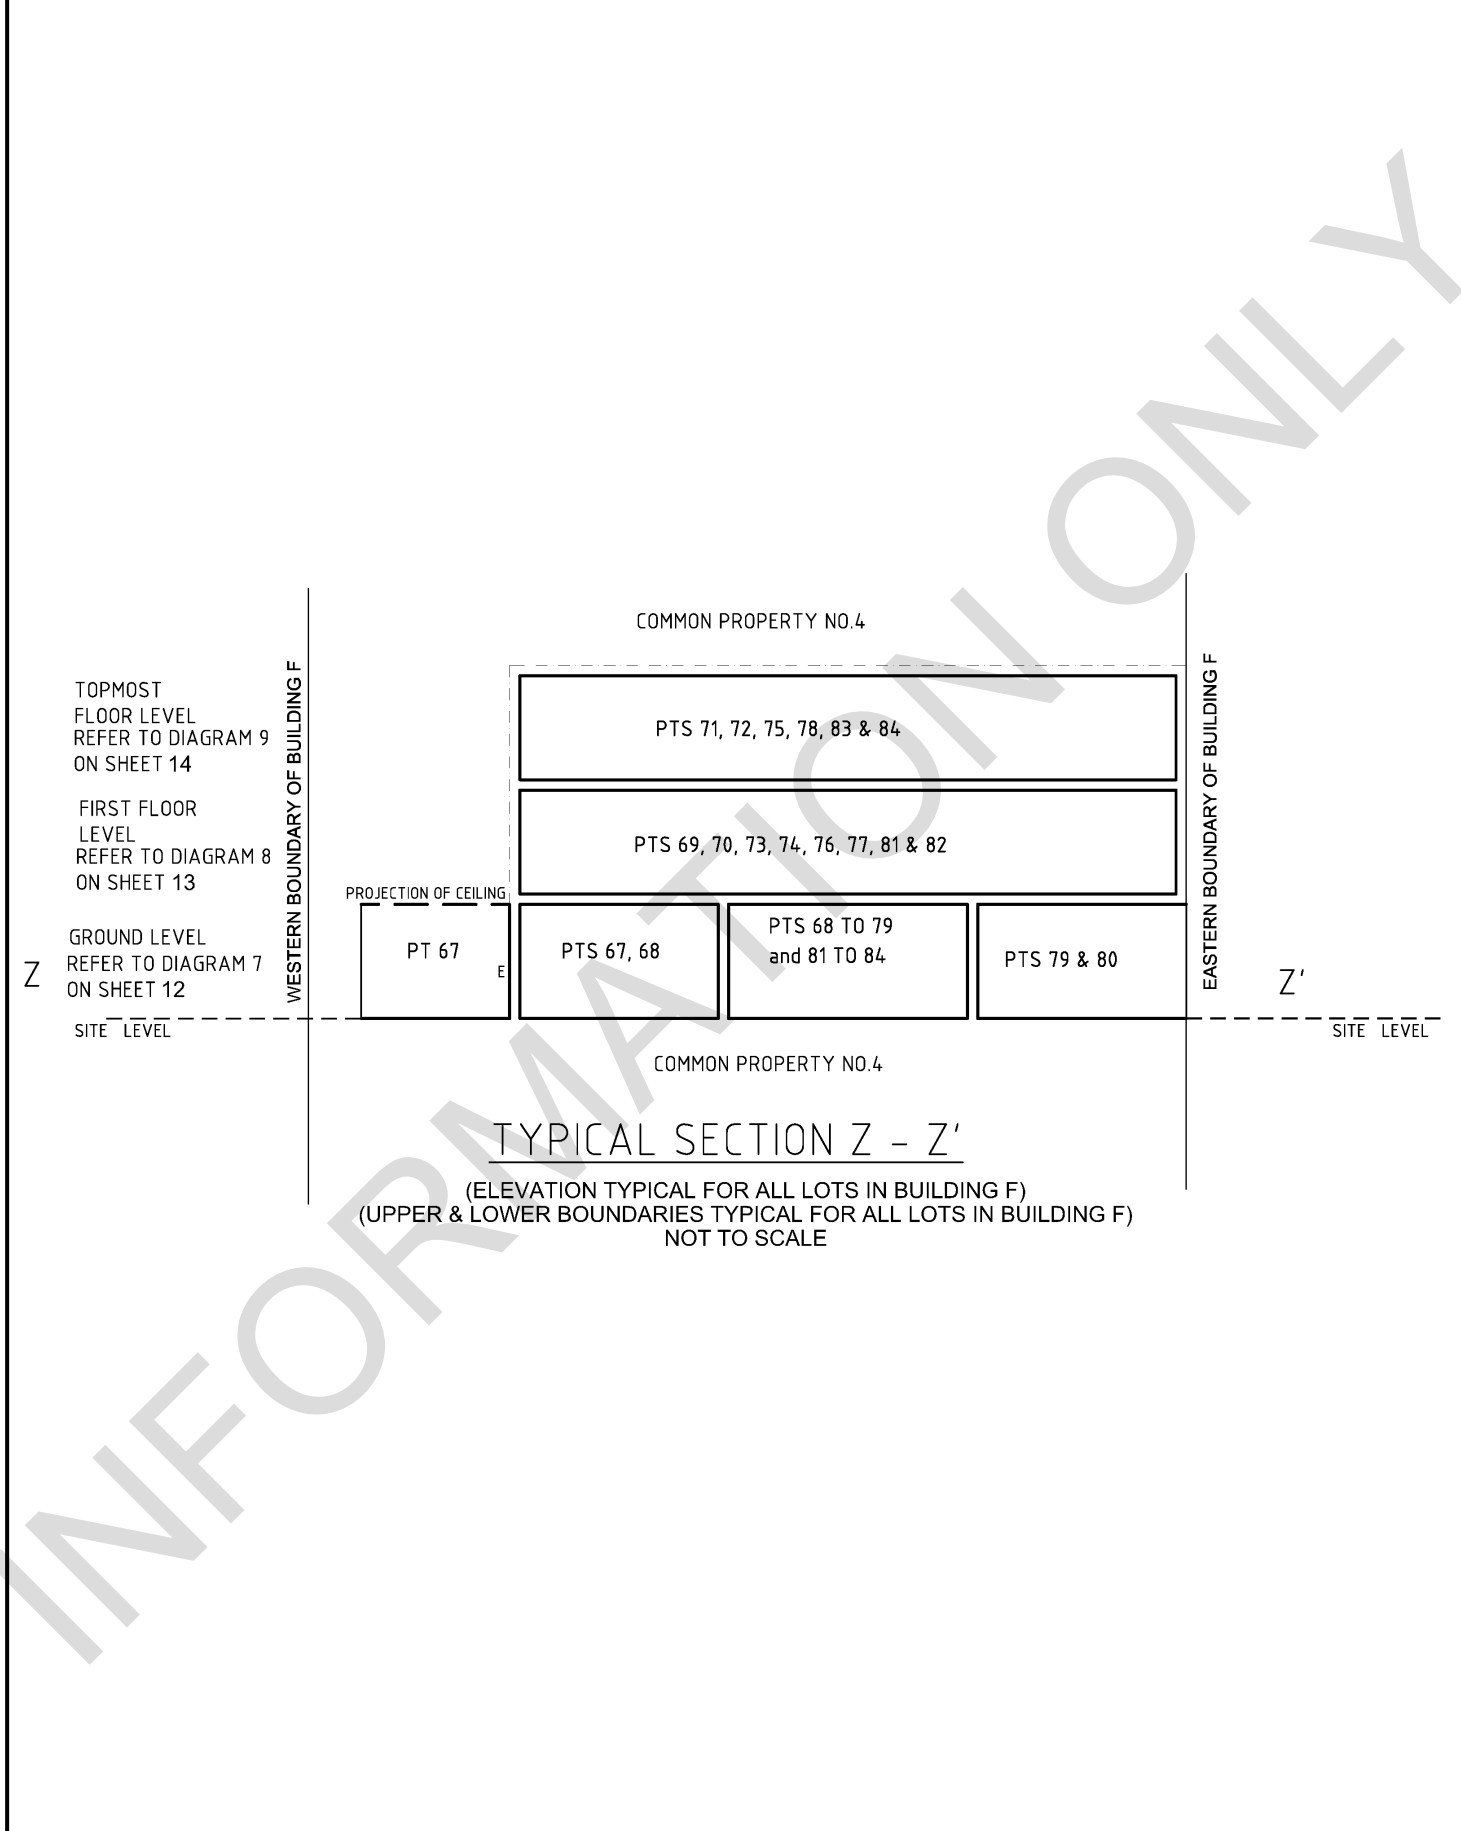 COMMON PROPERTY NO.4
TOPMOST
FLOOR LEVEL
REFER TO DIAGRAM 9
ON SHEET 14
FIRST FLOOR
LEVEL
REFER TO DIAGRAM 8
ON SHEET 13
GROUND LEVEL
REFER TO DIAGRAM 7
ON SHEET 12
Z
SITE LEVEL
WESTERN BOUNDARY OF BUILDING F
PTS 71, 72, 75, 78, 83 & 84
PTS 69, 70, 73, 74, 76, 77, 81 & 82
PROJECTION OF CEILING
PT 67
E
PTS 67, 68
PTS 68 TO 79
and 81 TO 84
PTS 79 & 80
EASTERN BOUNDARY OF BUILDING F
Z'
SITE LEVEL
COMMON PROPERTY NO.4
TYPICAL SECTION Z - Z'
(ELEVATION TYPICAL FOR ALL LOTS IN BUILDING F)
(UPPER & LOWER BOUNDARIES TYPICAL FOR ALL LOTS IN BUILDING F)
NOT TO SCALE
INFORMATION ONLY